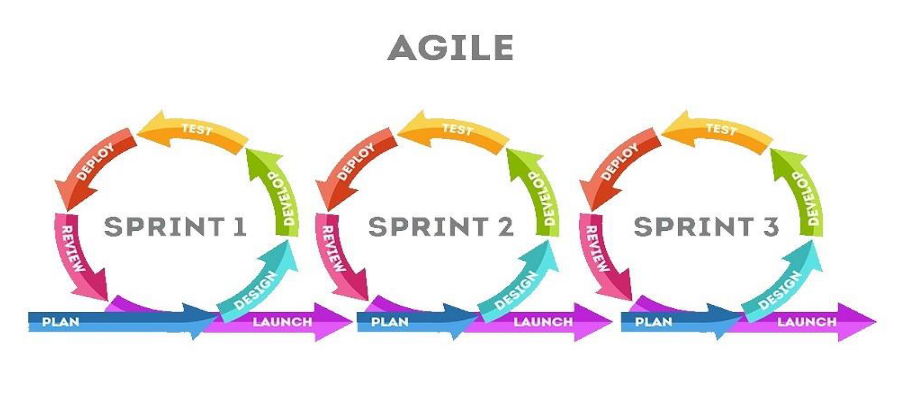 AGILE
TEST
DEPLOY
DEVELOP
SPRINT 1
REVIEW
DESIGN
PLAN
LAUNCH
TEST
DEPLOY
DEVELOP
SPRINT 2
REVIEW
DESIGN
PLAN
LAUNCH
TEST
DEPLOY
DEVELOP
SPRINT 3
REVIEW
DESIGN
PLAN
LAUNCH